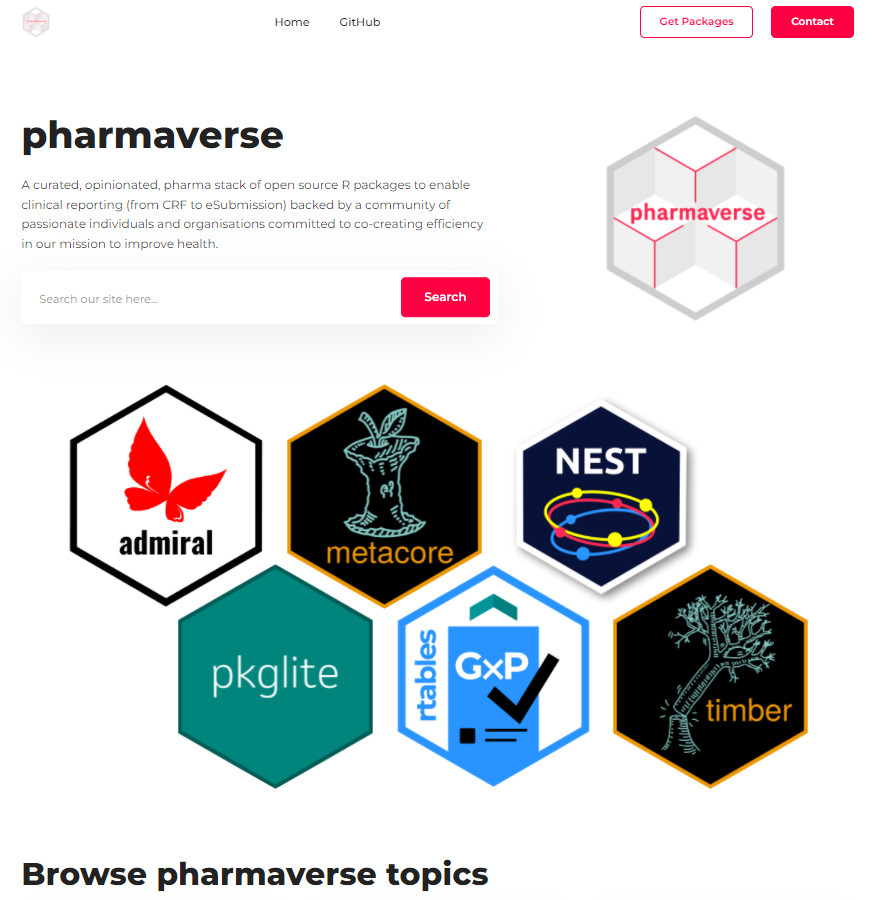 Home
GitHub
Get Packages
Contact
pharmaverse
A curated, opinionated, pharma stack of open source R packages to enable
clinical reporting (from CRF to eSubmission) backed by a community of
passionate individuals and organisations committed to co-creating efficiency
in our mission to improve health.
Search our site here...
Search
pharmaverse
admiral
metacore
NEST
pkglite
rtables
GxP
timber
Browse pharmaverse topics